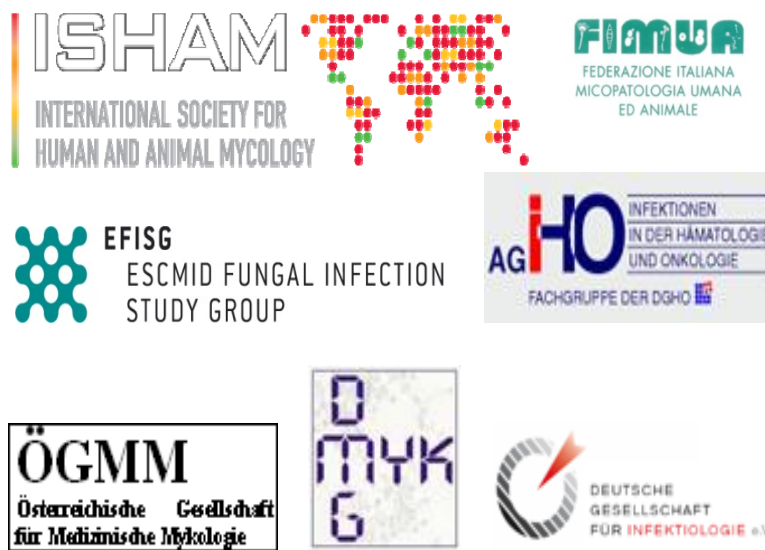 ISHAM
INTERNATIONAL SOCIETY FOR
HUMAN AND ANIMAL MYCOLOGY
FIMUA
FEDERAZIONE ITALIANA
MICOPATOLOGIA UMANA
ED ANIMALE
EFISG
ESCMID FUNGAL INFECTION
STUDY GROUP
AG iHO
INFEKTIONEN
IN DER HÄMATOLOGIE
UND ONKOLOGIE
FACHGRUPPE DER DGHO
ÖGMM
Österreichische Gesellschaft
für Medizinische Mykologie
D
MYK
G
DEUTSCHE
GESELLSCHAFT
FÜR INFEKTIOLOGIE e.V.